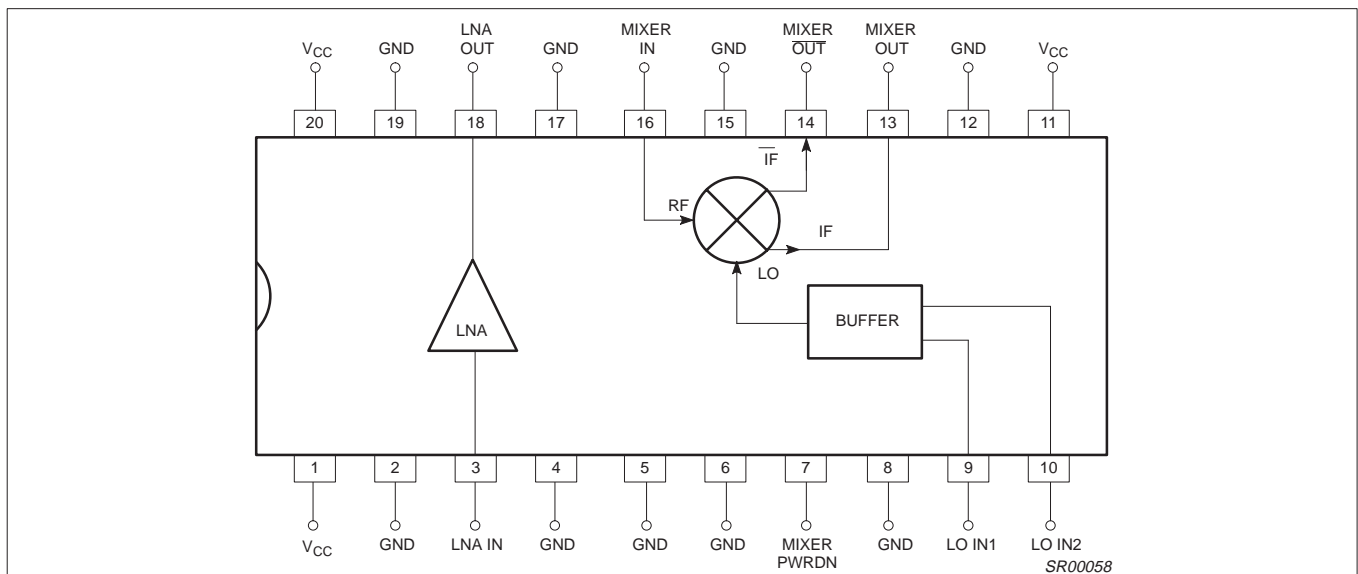 VCC
GND
LNA
OUT
GND
MIXER
IN
GND
MIXER
O̅U̅T̅
MIXER
OUT
GND
VCC
20
19
18
17
16
15
14
13
12
11
I̅F̅
RF
IF
LO
LNA
BUFFER
1
2
3
4
5
6
7
8
9
10
VCC
GND
LNA IN
GND
GND
GND
MIXER
PWRDN
GND
LO IN1
LO IN2
SR00058